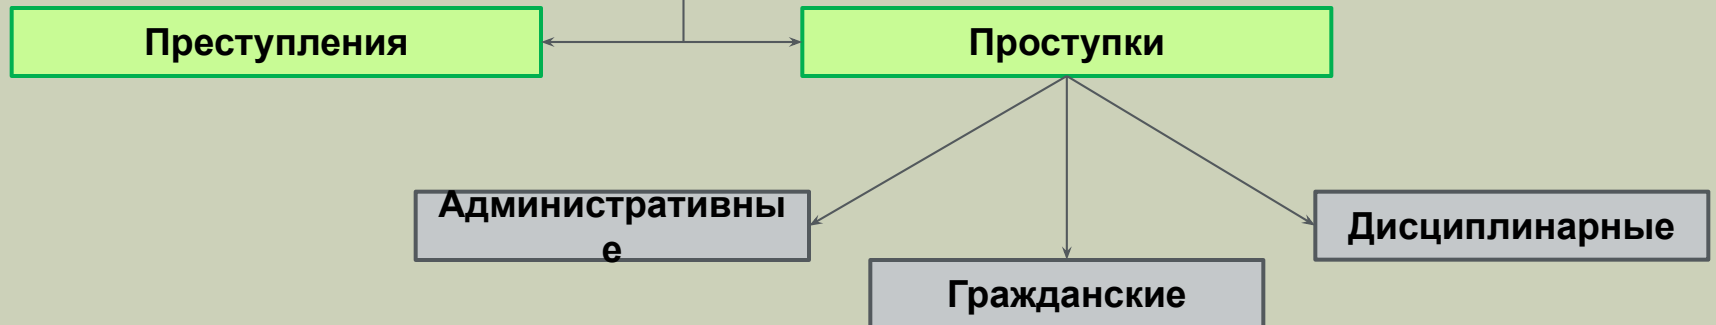 Преступления
Проступки
Административны
е
Дисциплинарные
Гражданские